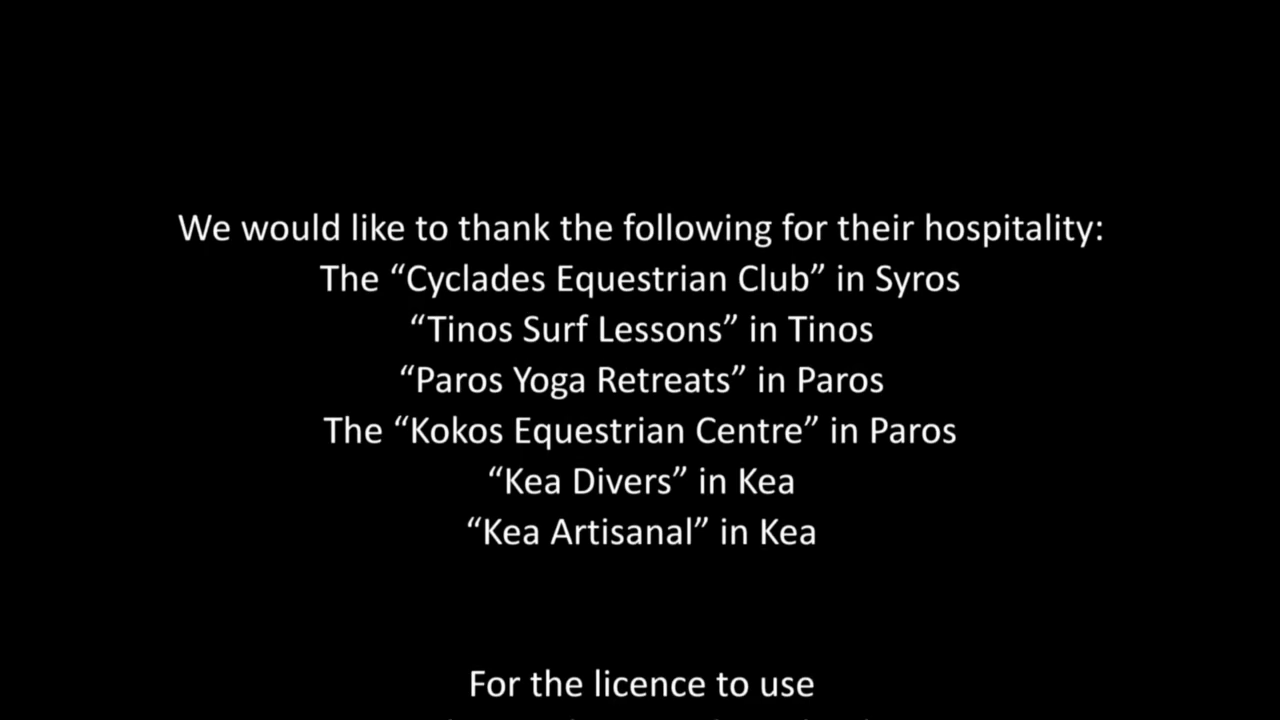 We would like to thank the following for their hospitality:
The “Cyclades Equestrian Club” in Syros
“Tinos Surf Lessons” in Tinos
“Paros Yoga Retreats” in Paros
The “Kokos Equestrian Centre” in Paros
“Kea Divers” in Kea
“Kea Artisanal” in Kea
For the licence to use